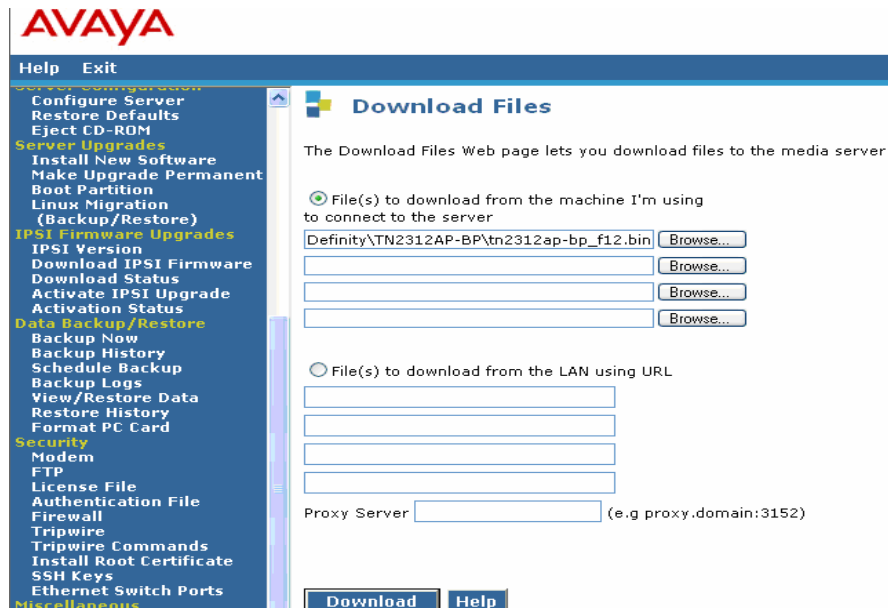 AVAYA
Help Exit
Server Configuration
Configure Server
Restore Defaults
Eject CD-ROM
Server Upgrades
Install New Software
Make Upgrade Permanent
Boot Partition
Linux Migration
(Backup/Restore)
IPSI Firmware Upgrades
IPSI Version
Download IPSI Firmware
Download Status
Activate IPSI Upgrade
Activation Status
Data Backup/Restore
Backup Now
Backup History
Schedule Backup
Backup Logs
View/Restore Data
Restore History
Format PC Card
Security
Modem
FTP
License File
Authentication File
Firewall
Tripwire
Tripwire Commands
Install Root Certificate
SSH Keys
Ethernet Switch Ports
Miscellaneous
Download Files
The Download Files Web page lets you download files to the media server
File(s) to download from the machine I'm using
to connect to the server
Definity\TN2312AP-BP\tn2312ap-bp_f12.bin Browse...
Browse...
Browse...
Browse...
File(s) to download from the LAN using URL
Proxy Server (e.g proxy.domain:3152)
Download Help